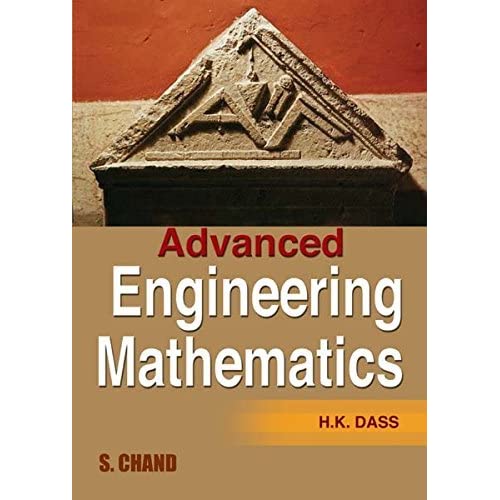 Advanced
Engineering
Mathematics
H.K. DASS
S. CHAND